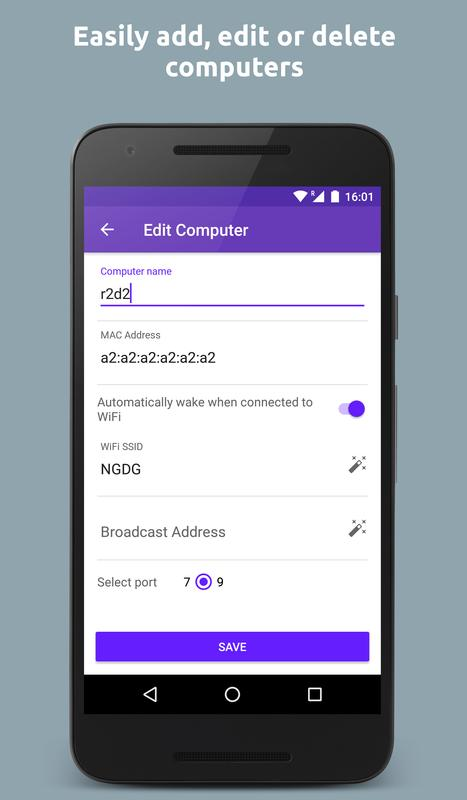 Easily add, edit or delete
computers
R 16:01
Edit Computer
Computer name
r2d2
MAC Address
a2:a2:a2:a2:a2:a2
Automatically wake when connected to
WiFi
WiFi SSID
NGDG
Broadcast Address
Select port 7 9
SAVE